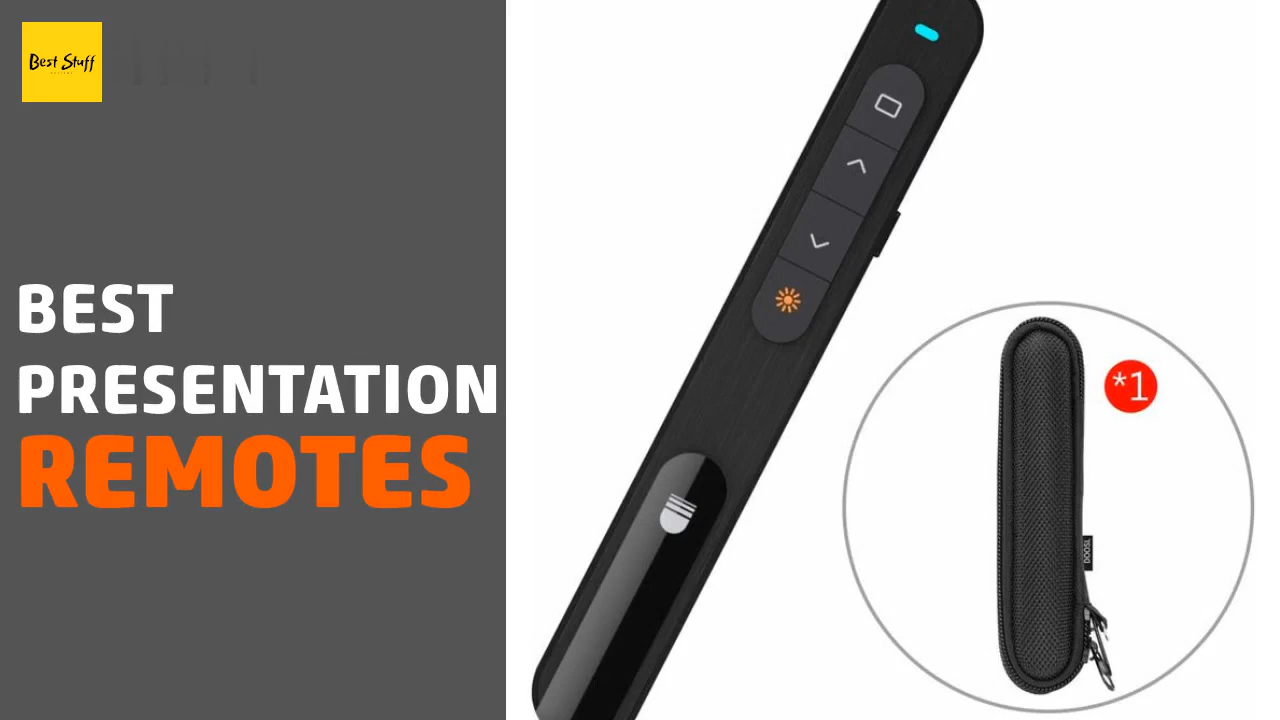 Best Stuff
BEST
PRESENTATION
REMOTES
*1
DOOSL